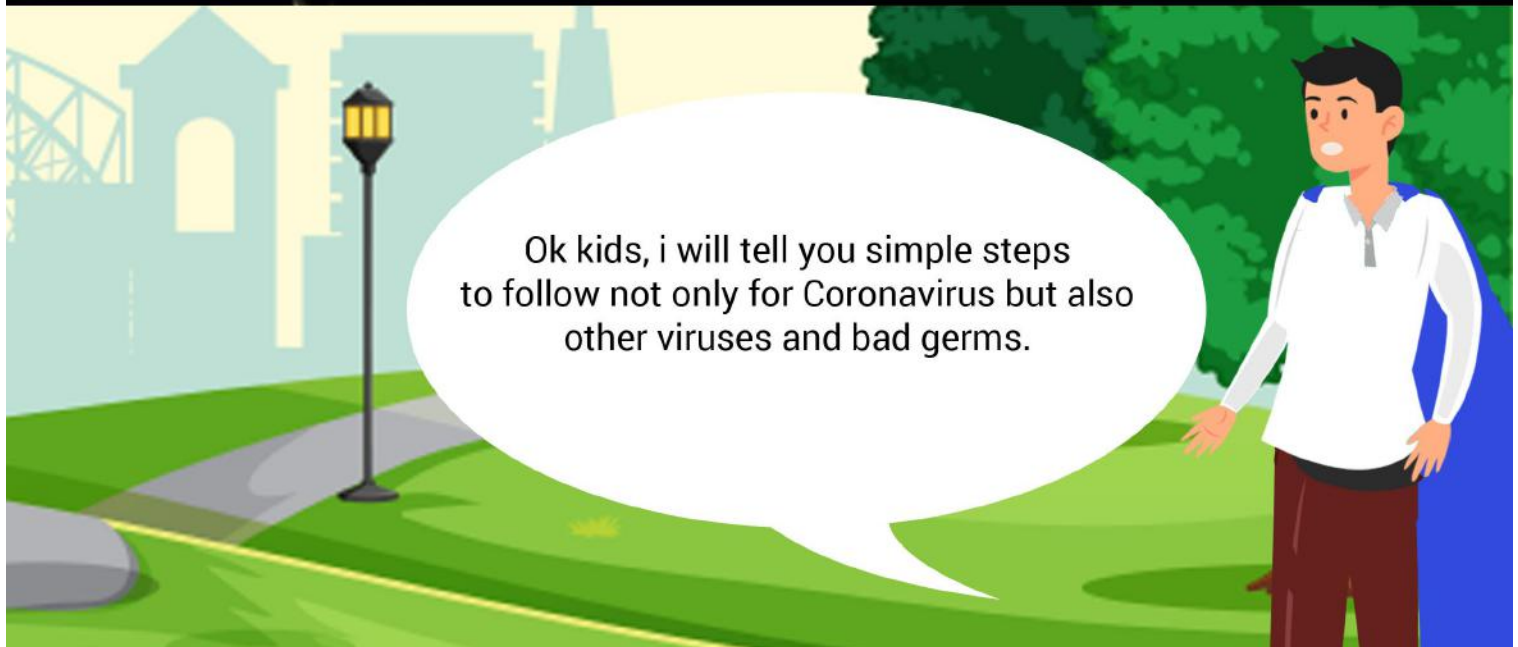 Ok kids, i will tell you simple steps
to follow not only for Coronavirus but also
other viruses and bad germs.